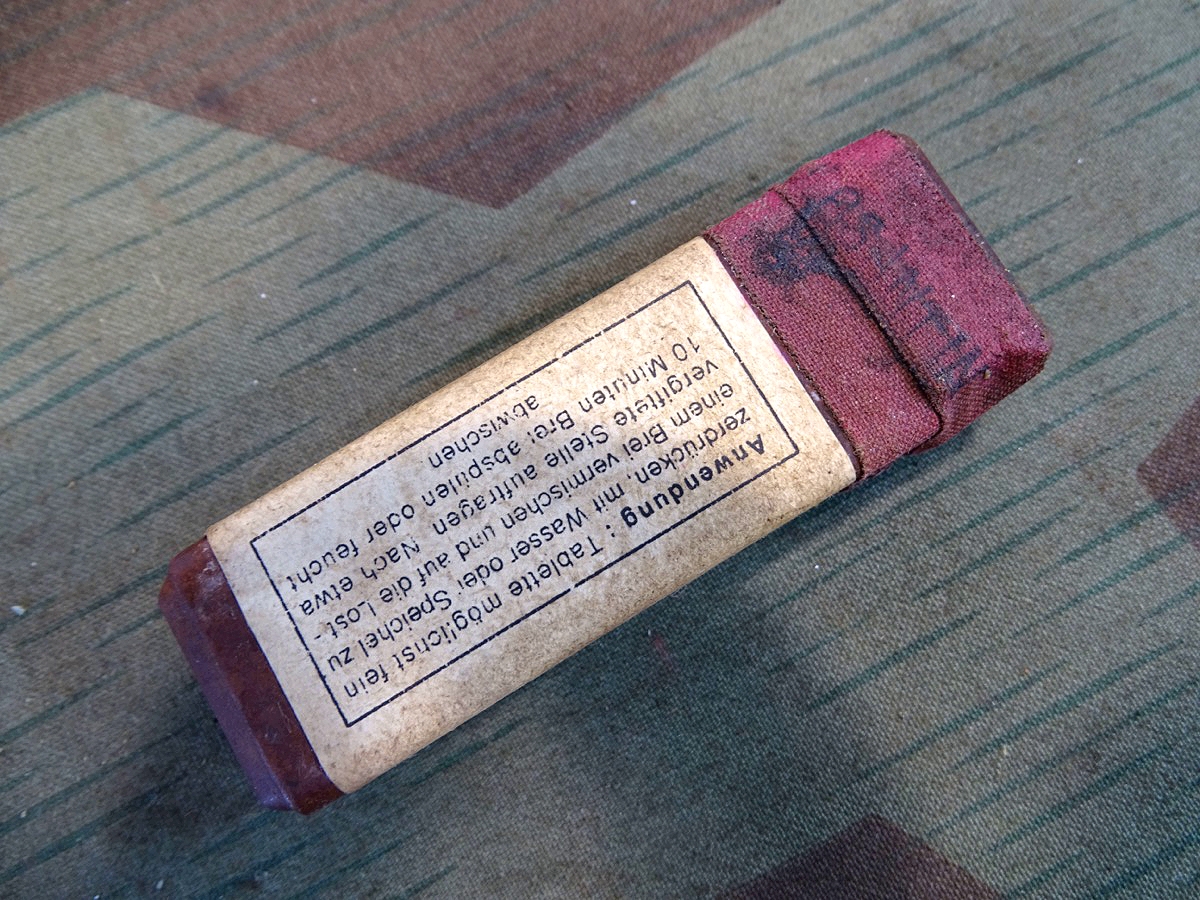 Anwendung : Tablette möglichst fein
zerdrücken, mit Wasser oder Speichel zu
einem Brei vermischen und auf die Lost -
vergiftete Stelle auftragen Nach etwa
10 Minuten Brei abspülen oder feucht
abwischen